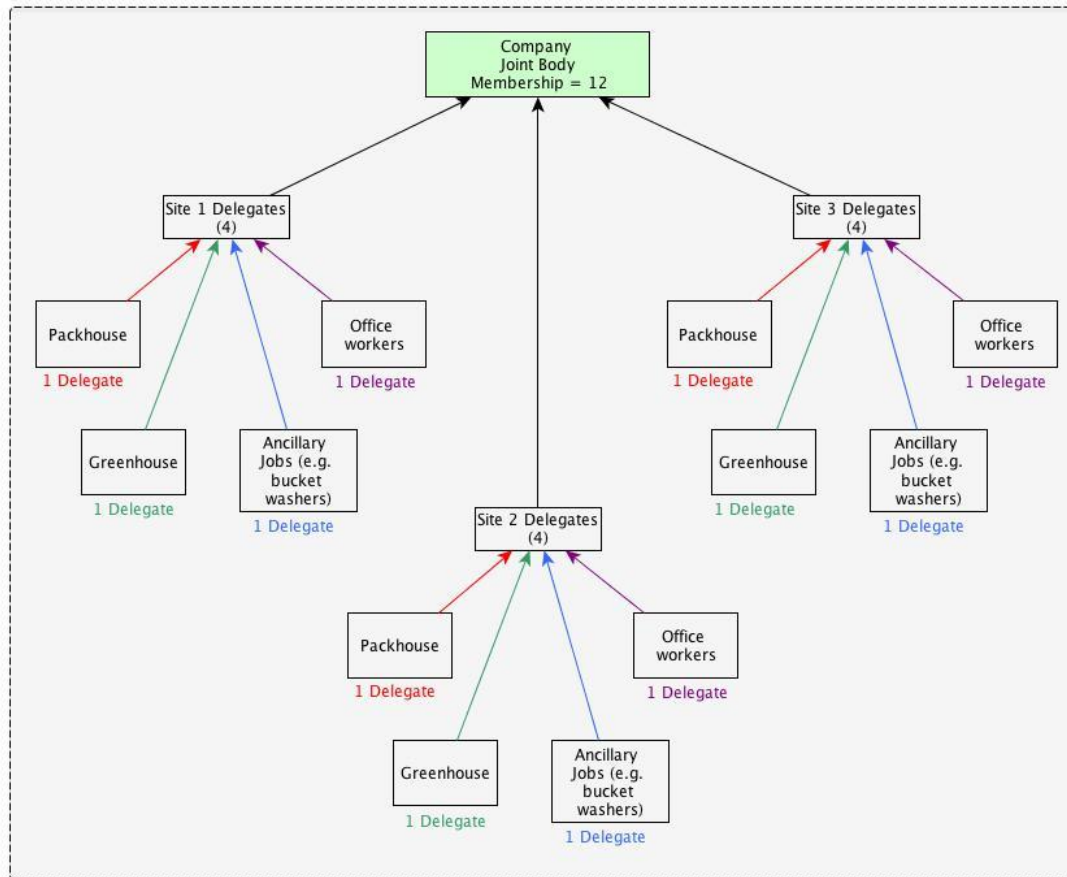 Company
Joint Body
Membership = 12
Site 1 Delegates
(4)
Packhouse
1 Delegate
Office
workers
1 Delegate
Greenhouse
1 Delegate
Ancillary
Jobs (e.g.
bucket
washers)
1 Delegate
Site 3 Delegates
(4)
Packhouse
1 Delegate
Office
workers
1 Delegate
Greenhouse
1 Delegate
Ancillary
Jobs (e.g.
bucket
washers)
1 Delegate
Site 2 Delegates
(4)
Packhouse
1 Delegate
Office
workers
1 Delegate
Greenhouse
1 Delegate
Ancillary
Jobs (e.g.
bucket
washers)
1 Delegate